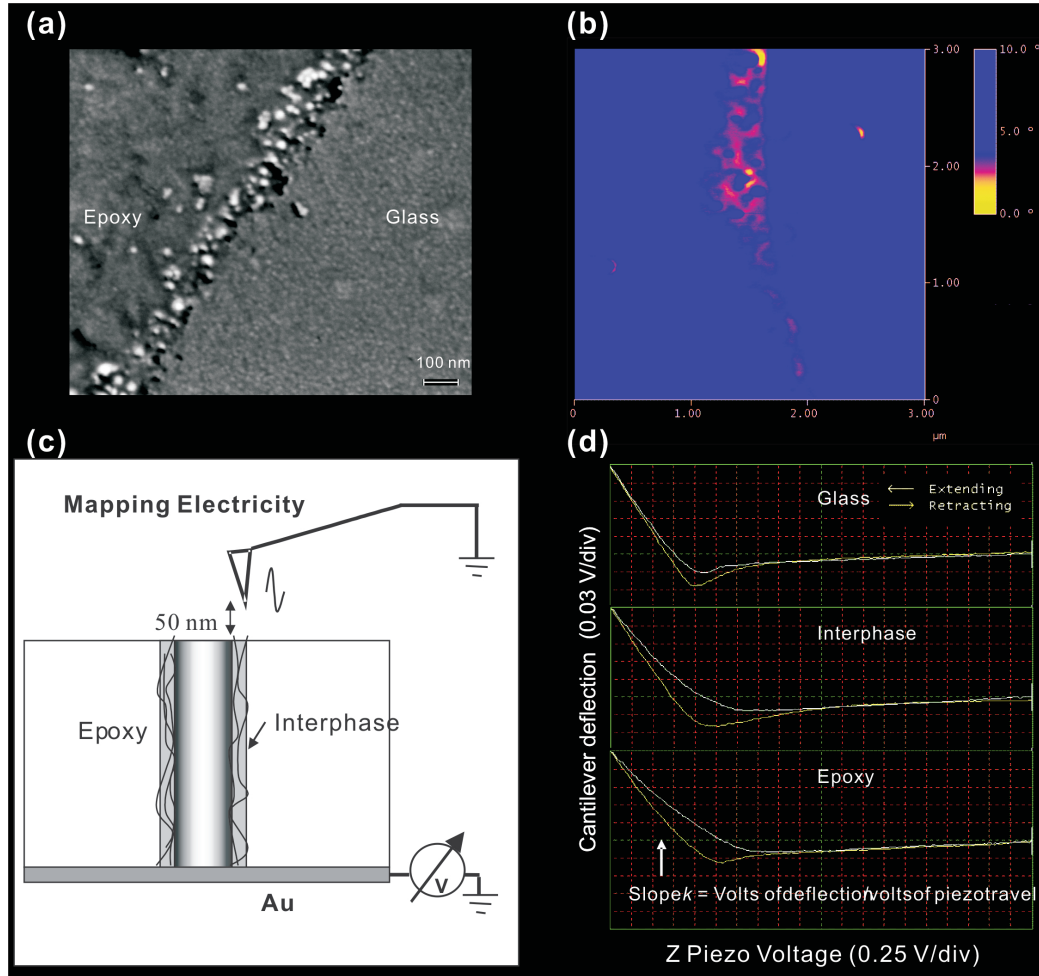 (a)
Epoxy
Glass
100 nm
(b)
10.0 °
5.0 °
0.0 °
3.00
2.00
1.00
0
0
1.00
2.00
3.00
µm
(c)
Mapping Electricity
50 nm
Epoxy
Interphase
V
Au
(d)
Glass
Extending
Retracting
Interphase
Epoxy
Slopek = Volts ofdeflection/voltsof piezotravel
Cantilever deflection (0.03 V/div)
Z Piezo Voltage (0.25 V/div)